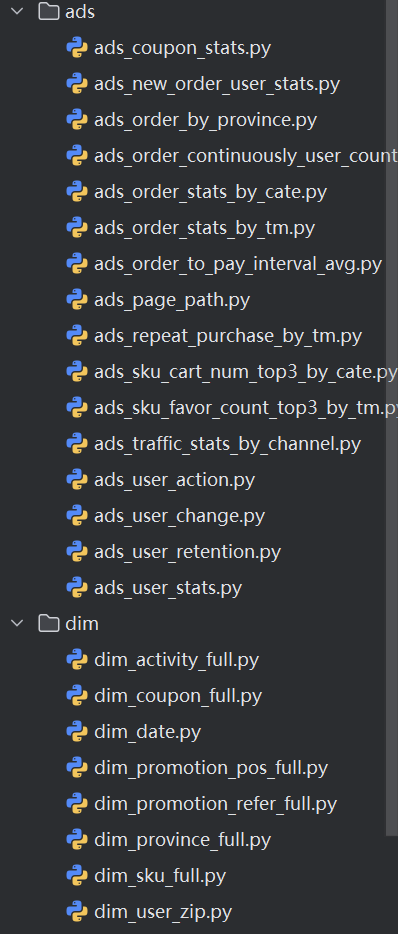 ads
ads_coupon_stats.py
ads_new_order_user_stats.py
ads_order_by_province.py
ads_order_continuously_user_count
ads_order_stats_by_cate.py
ads_order_stats_by_tm.py
ads_order_to_pay_interval_avg.py
ads_page_path.py
ads_repeat_purchase_by_tm.py
ads_sku_cart_num_top3_by_cate.py
ads_sku_favor_count_top3_by_tm.py
ads_traffic_stats_by_channel.py
ads_user_action.py
ads_user_change.py
ads_user_retention.py
ads_user_stats.py
dim
dim_activity_full.py
dim_coupon_full.py
dim_date.py
dim_promotion_pos_full.py
dim_promotion_refer_full.py
dim_province_full.py
dim_sku_full.py
dim_user_zip.py